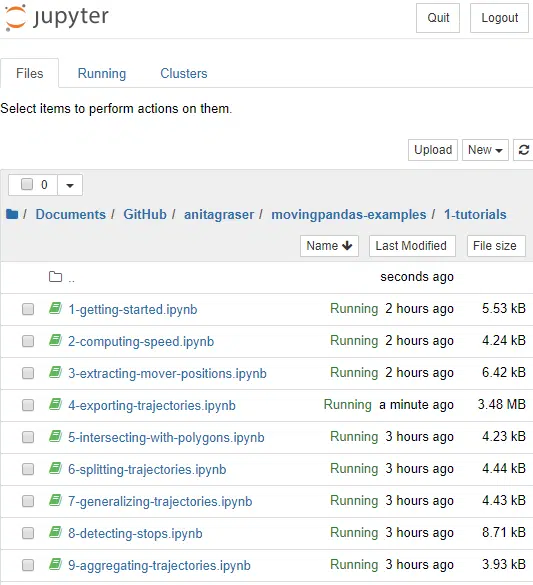 jupyter Quit Logout
Files Running Clusters
Select items to perform actions on them.
Upload New
0
/ Documents / GitHub / anitagraser / movingpandas-examples / 1-tutorials
Name Last Modified File size
.. seconds ago
1-getting-started.ipynb Running 2 hours ago 5.53 kB
2-computing-speed.ipynb Running 2 hours ago 4.24 kB
3-extracting-mover-positions.ipynb Running 2 hours ago 6.42 kB
4-exporting-trajectories.ipynb Running a minute ago 3.48 MB
5-intersecting-with-polygons.ipynb Running 3 hours ago 4.23 kB
6-splitting-trajectories.ipynb Running 3 hours ago 4.44 kB
7-generalizing-trajectories.ipynb Running 3 hours ago 4.43 kB
8-detecting-stops.ipynb Running 3 hours ago 8.71 kB
9-aggregating-trajectories.ipynb Running 3 hours ago 3.93 kB